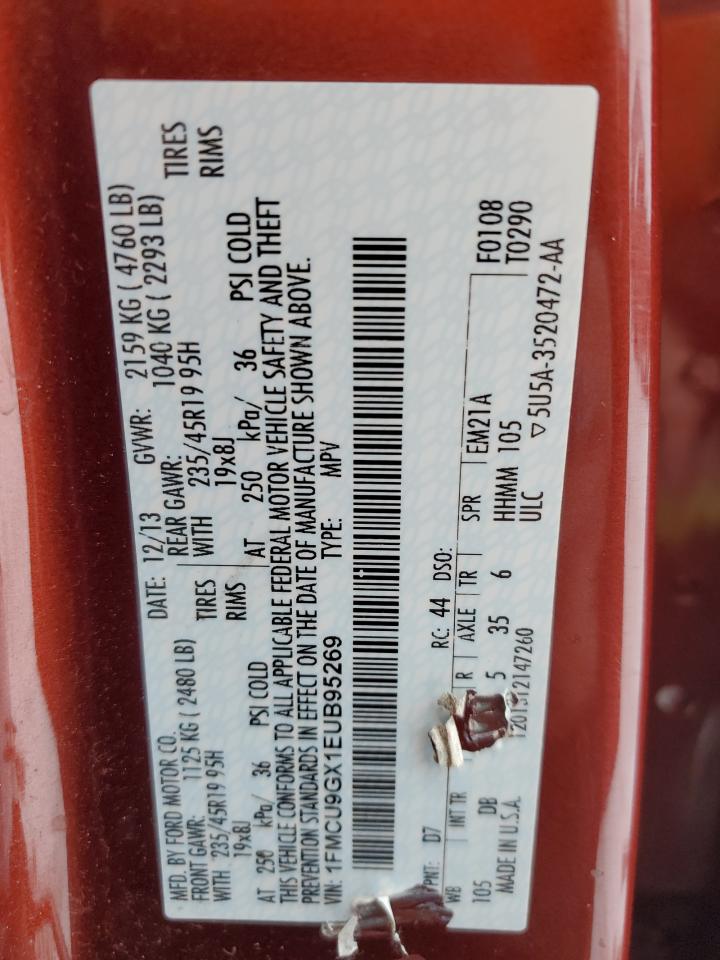 MFD. BY FORD MOTOR CO. DATE: 12/13 GVWR: 2159 KG ( 4760 LB)
FRONT GAWR: 1125 KG ( 2480 LB) REAR GAWR: 1040 KG ( 2293 LB)
WITH 235/45R19 95H TIRES WITH 235/45R19 95H TIRES
19x8J RIMS 19x8J RIMS
AT 250 kPa/ 36 PSI COLD AT 250 kPa/ 36 PSI COLD
THIS VEHICLE CONFORMS TO ALL APPLICABLE FEDERAL MOTOR VEHICLE SAFETY AND THEFT
PREVENTION STANDARDS IN EFFECT ON THE DATE OF MANUFACTURE SHOWN ABOVE.
VIN: 1FMCU9GX1EUB95269 TYPE: MPV
PNT: D7 RC: 44 DSO: F0108
WB INT TR R AXLE TR SPR EM21A T0290
105 DB 5 35 6 HHMM 105
MADE IN U.S.A. 12147260 ULC ▽5U5A-3520472-AA